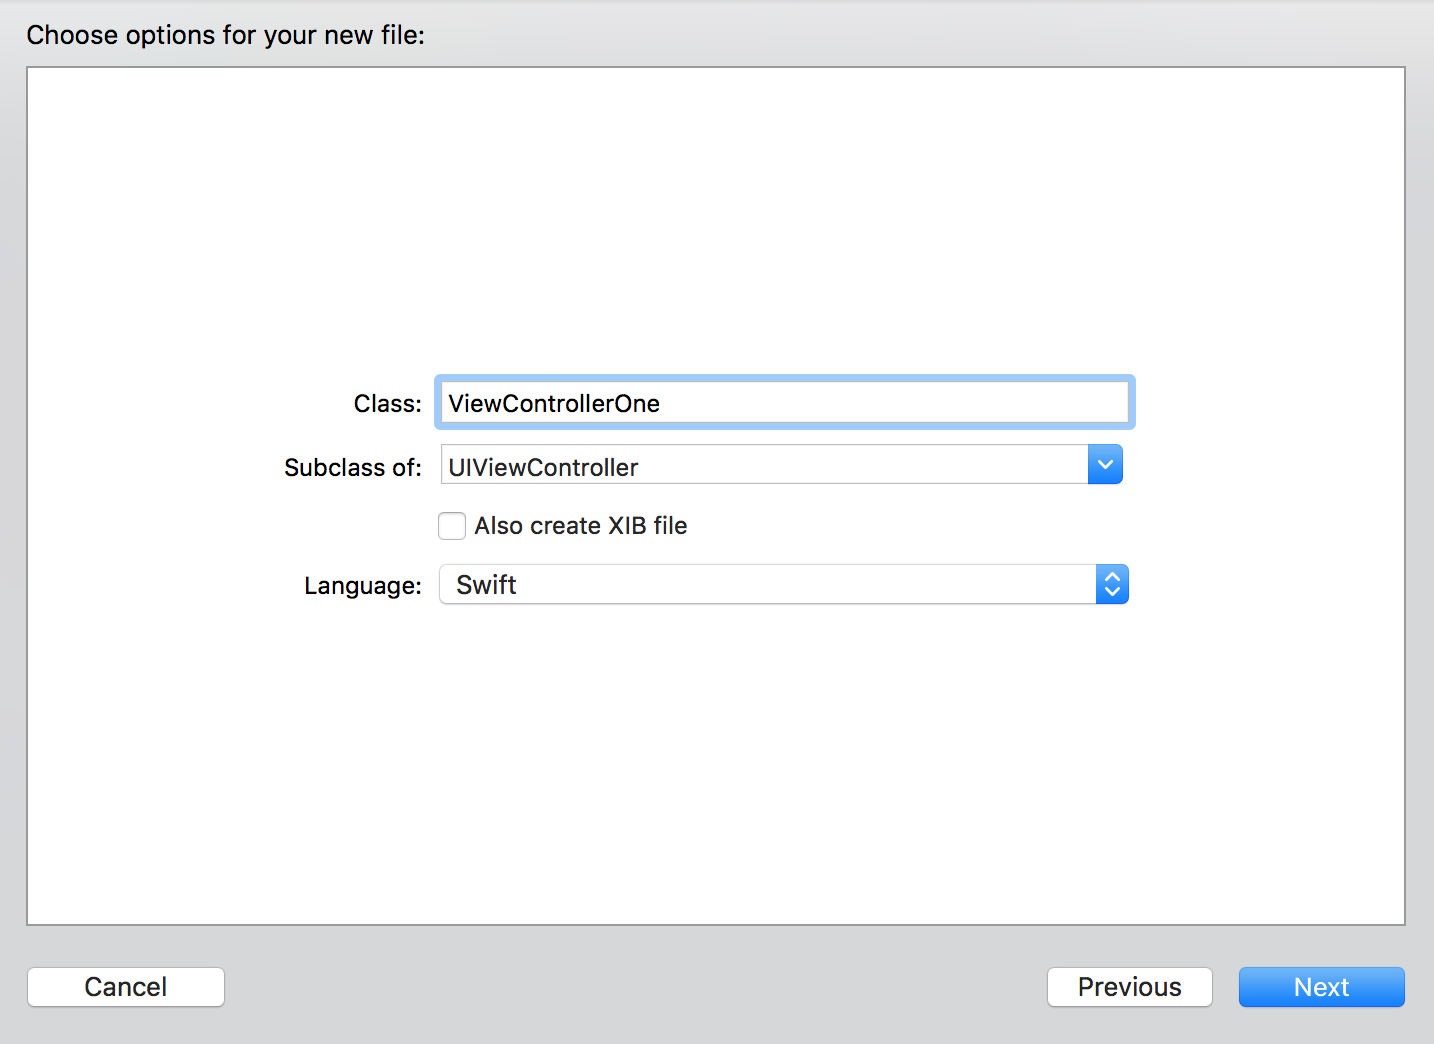 Choose options for your new file:
Class: ViewControllerOne
Subclass of: UIViewController
Also create XIB file
Language: Swift
Cancel Previous Next